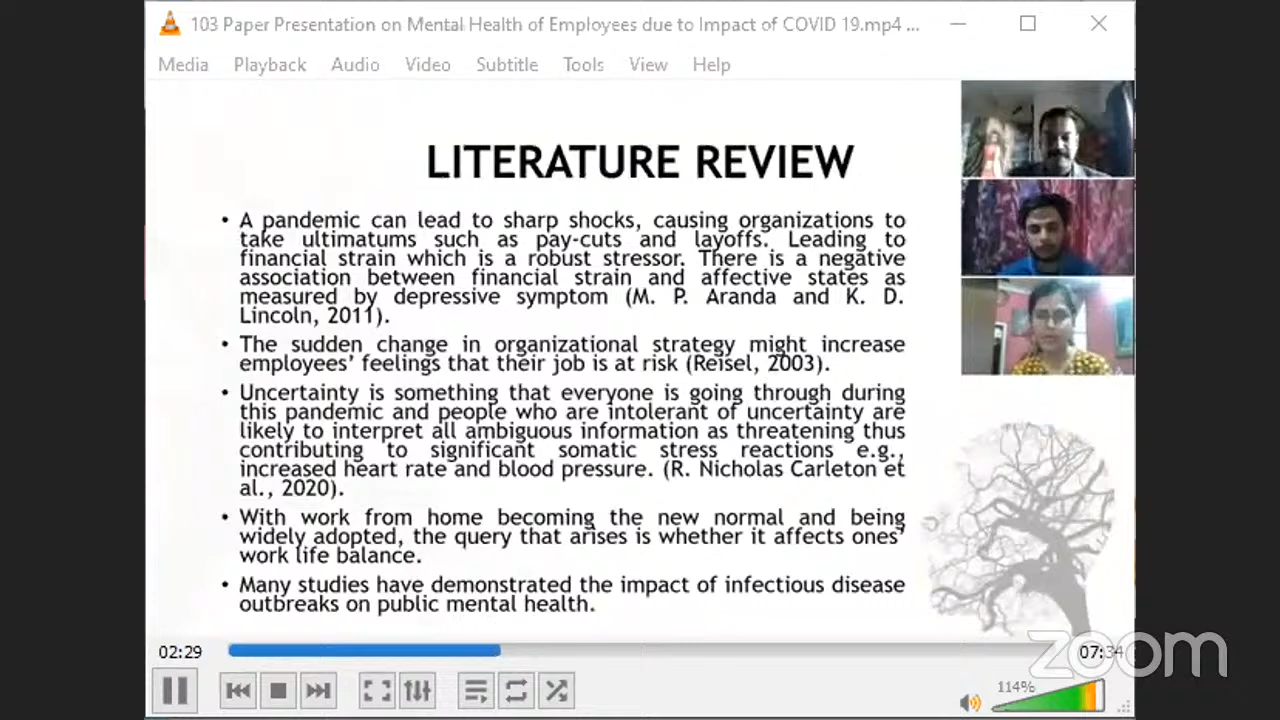 103 Paper Presentation on Mental Health of Employees due to Impact of COVID 19.mp4 ...
Media Playback Audio Video Subtitle Tools View Help
LITERATURE REVIEW
• A pandemic can lead to sharp shocks, causing organizations to
take ultimatums such as pay-cuts and layoffs. Leading to
financial strain which is a robust stressor. There is a negative
association between financial strain and affective states as
measured by depressive symptom (M. P. Aranda and K. D.
Lincoln, 2011).
• The sudden change in organizational strategy might increase
employees’ feelings that their job is at risk (Reisel, 2003).
• Uncertainty is something that everyone is going through during
this pandemic and people who are intolerant of uncertainty are
likely to interpret all ambiguous information as threatening thus
contributing to significant somatic stress reactions e.g.,
increased heart rate and blood pressure. (R. Nicholas Carleton et
al., 2020).
• With work from home becoming the new normal and being
widely adopted, the query that arises is whether it affects ones’
work life balance.
• Many studies have demonstrated the impact of infectious disease
outbreaks on public mental health.
02:29 07:34
zoom
114%